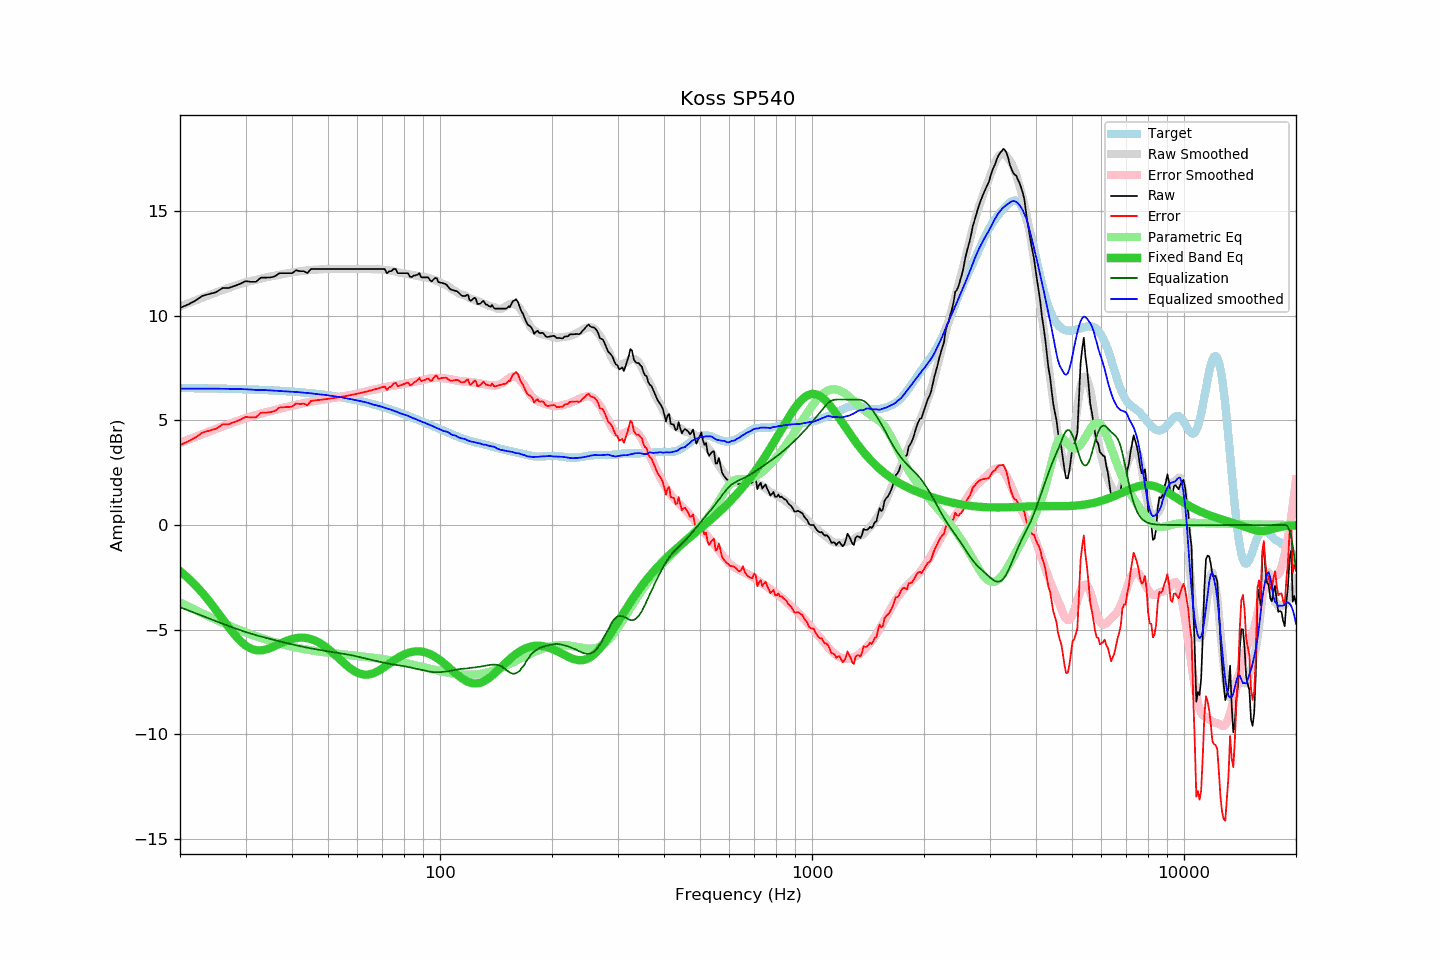 Koss SP540
Target
Raw Smoothed
Error Smoothed
Raw
Error
Parametric Eq
Fixed Band Eq
Equalization
Equalized smoothed
Amplitude (dBr)
15
10
5
0
−5
−10
−15
100
1000
10000
Frequency (Hz)